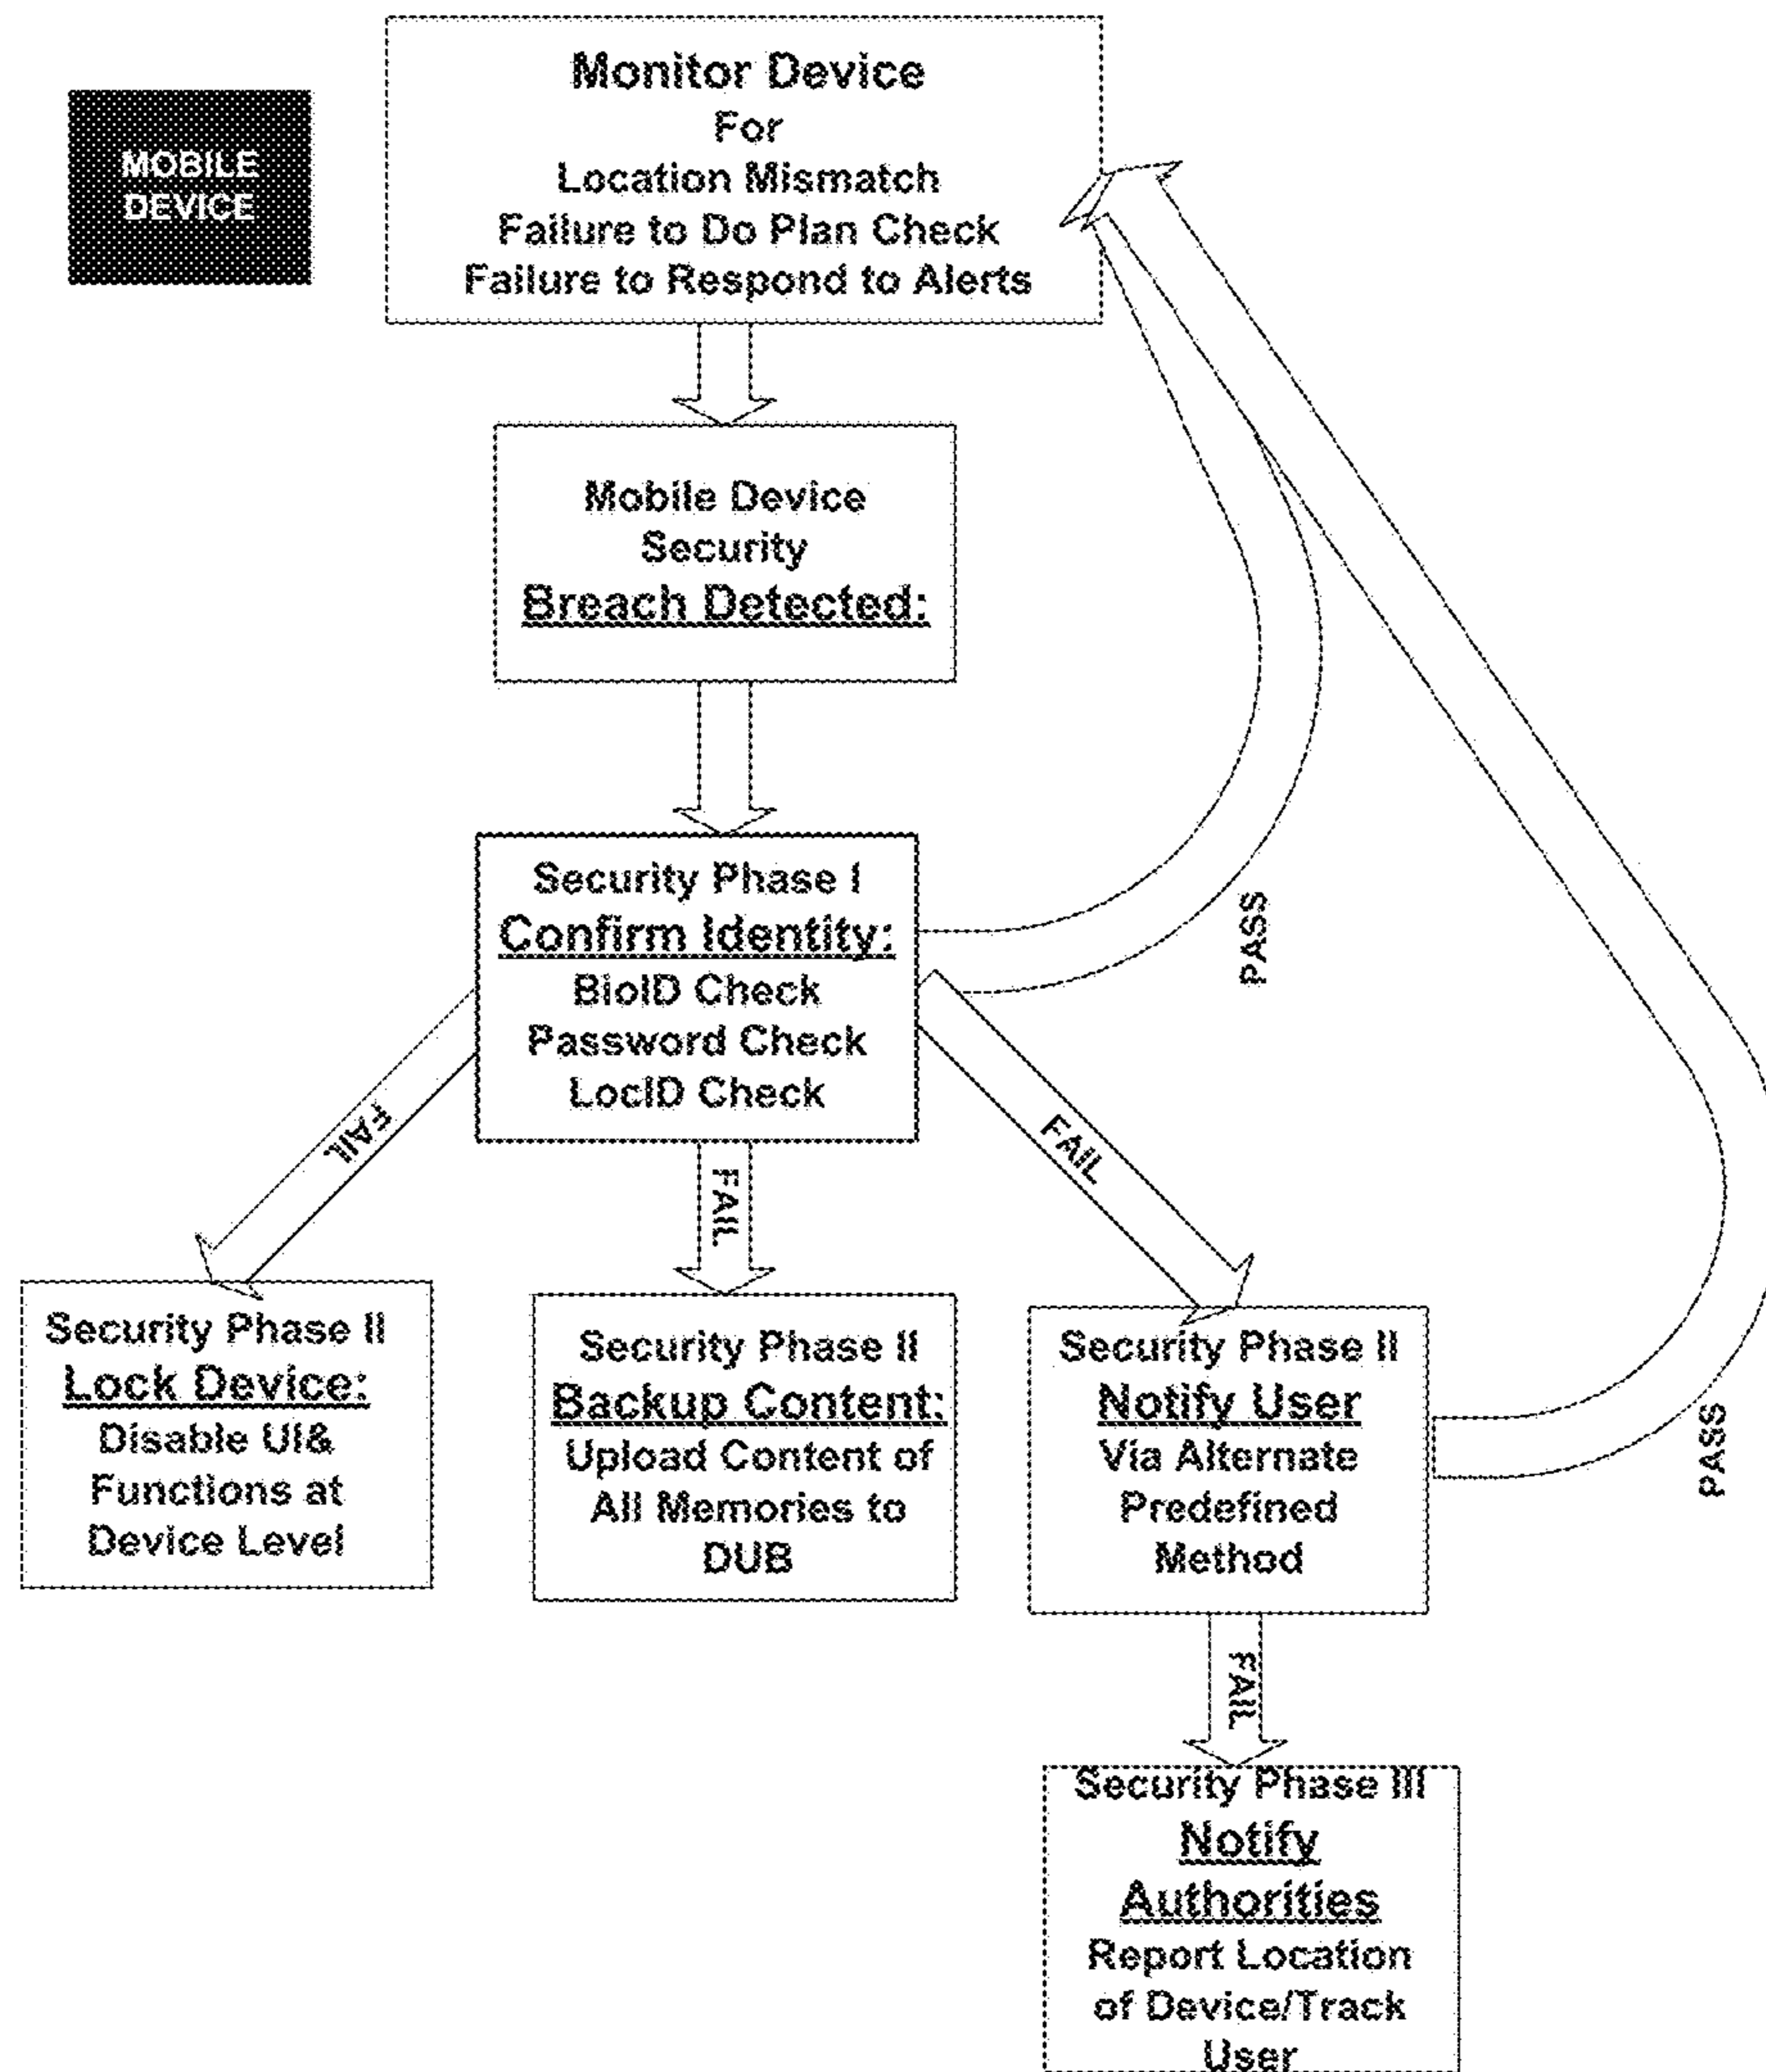 MOBILE
DEVICE
Monitor Device
For
Location Mismatch
Failure to Do Plan Check
Failure to Respond to Alerts
Mobile Device
Security
Breach Detected:
Security Phase I
Confirm Identity:
BioID Check
Password Check
LocID Check
PASS
FAIL
FAIL
FAIL
Security Phase II
Lock Device:
Disable UI&
Functions at
Device Level
Security Phase II
Backup Content:
Upload Content of
All Memories to
DUB
Security Phase II
Notify User
Via Alternate
Predefined
Method
PASS
FAIL
Security Phase III
Notify
Authorities
Report Location
of Device/Track
User